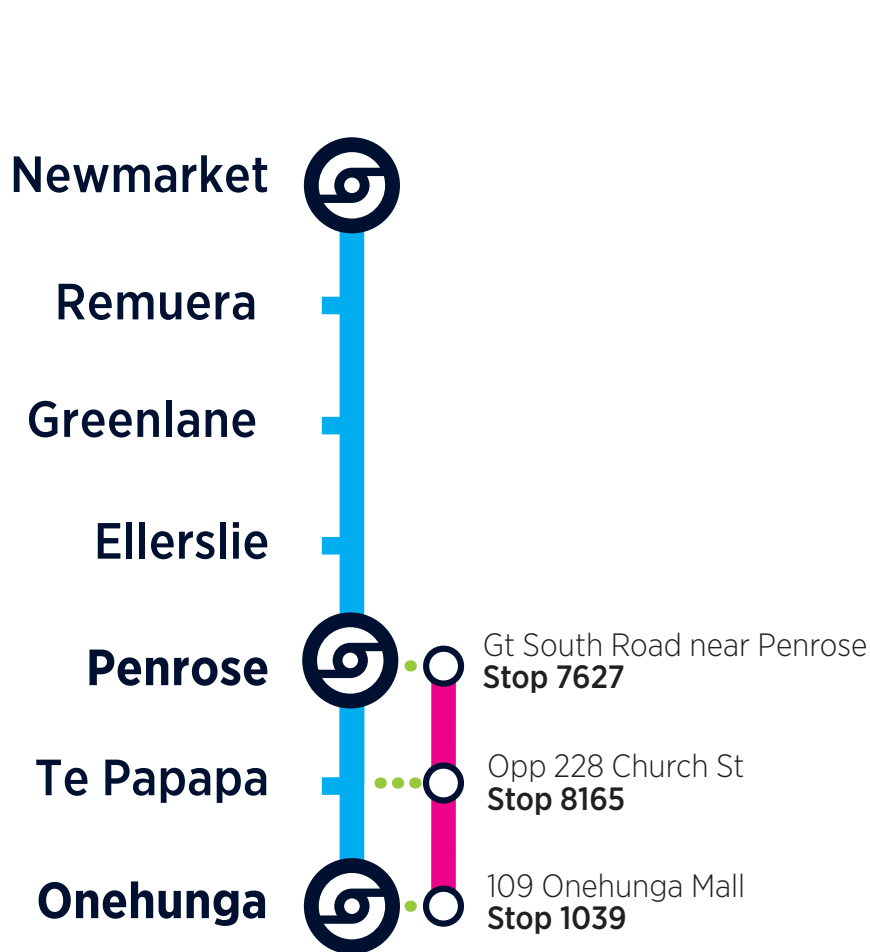 Newmarket
Remuera
Greenlane
Ellerslie
Penrose
Gt South Road near Penrose
Stop 7627
Te Papapa
Opp 228 Church St
Stop 8165
Onehunga
109 Onehunga Mall
Stop 1039